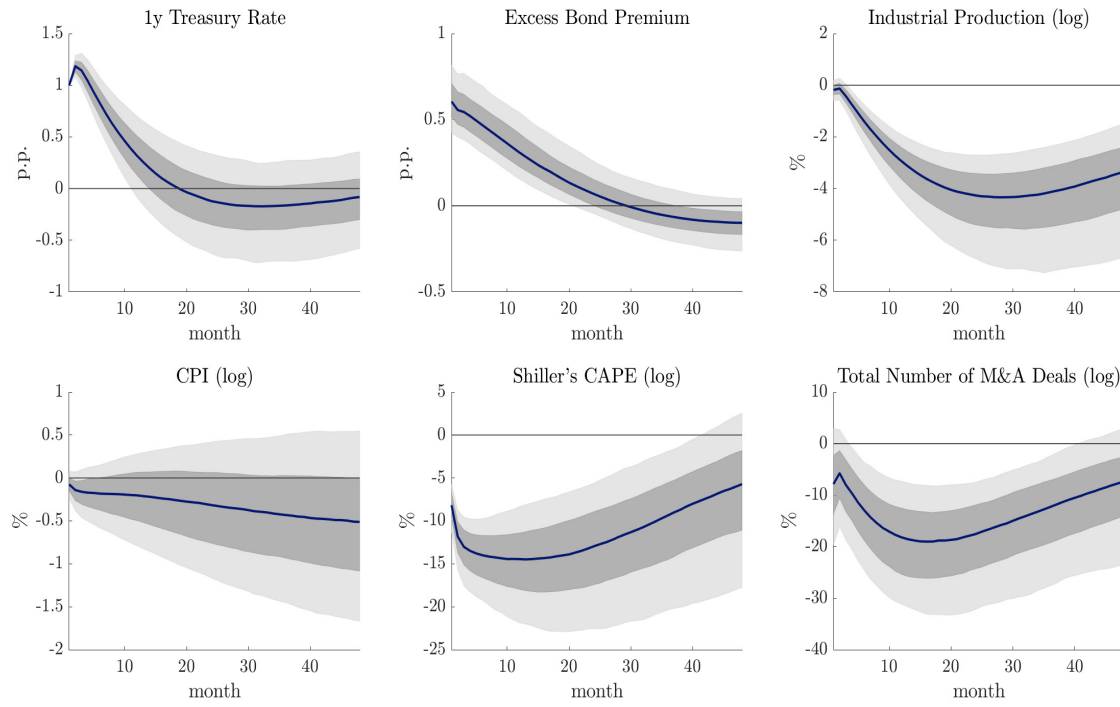 1y Treasury Rate
1.5
1
0.5
0
-0.5
-1
p.p.
10 20 30 40
month
Excess Bond Premium
1
0.5
0
-0.5
p.p.
10 20 30 40
month
Industrial Production (log)
2
0
-2
-4
-6
-8
%
10 20 30 40
month
CPI (log)
1
0.5
0
-0.5
-1
-1.5
-2
%
10 20 30 40
month
Shiller's CAPE (log)
5
0
-5
-10
-15
-20
-25
%
10 20 30 40
month
Total Number of M&A Deals (log)
10
0
-10
-20
-30
-40
%
10 20 30 40
month